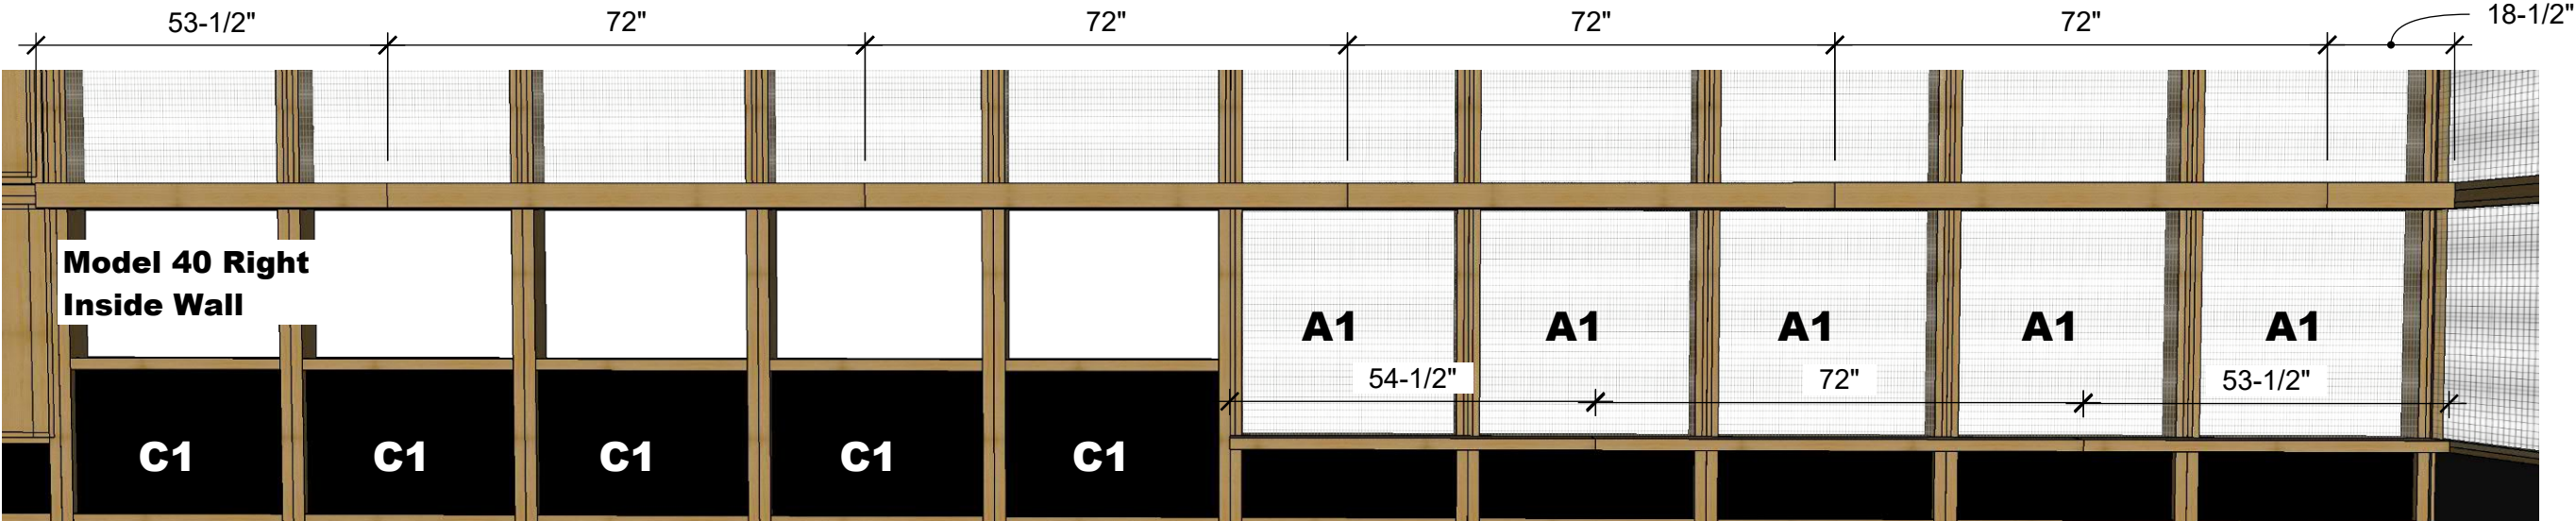 53-1/2" 72" 72" 72" 72" 18-1/2"
Model 40 Right
Inside Wall
A1 A1 A1 A1 A1
54-1/2" 72" 53-1/2"
C1 C1 C1 C1 C1